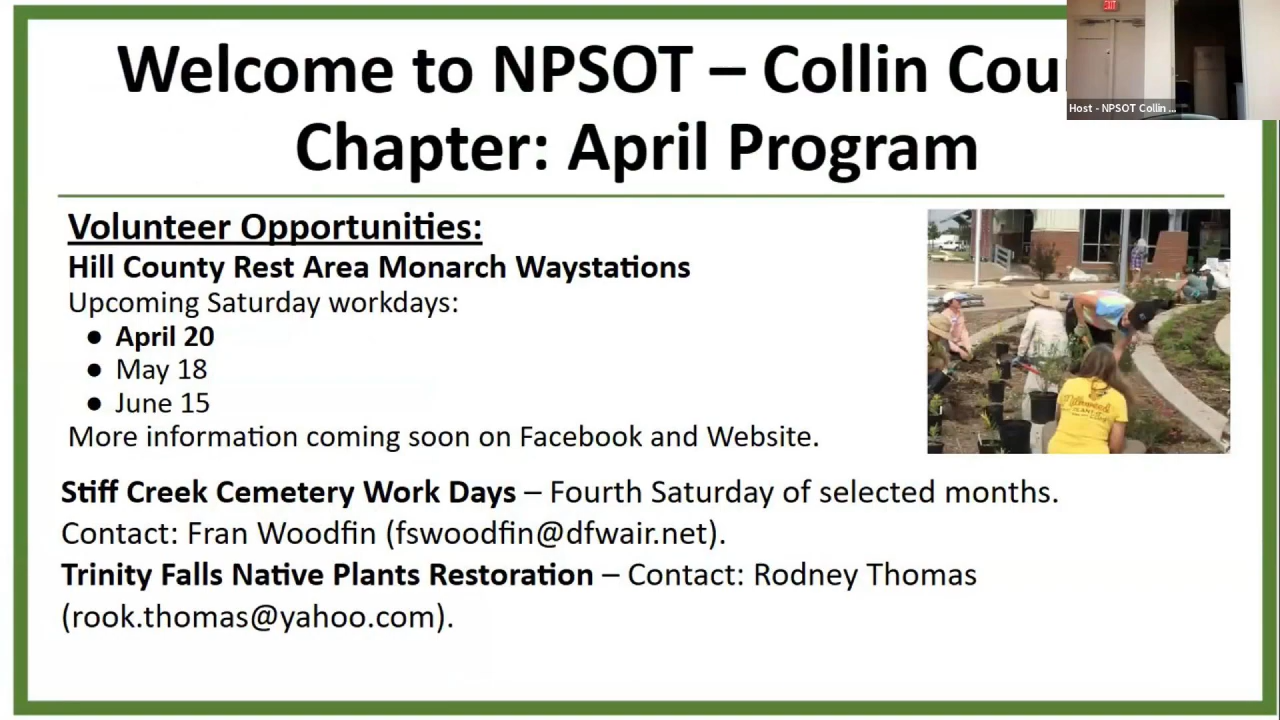 Welcome to NPSOT – Collin Cou
Chapter: April Program
EXIT
Host - NPSOT Collin ...
Volunteer Opportunities:
Hill County Rest Area Monarch Waystations
Upcoming Saturday workdays:
● April 20
● May 18
● June 15
More information coming soon on Facebook and Website.
Stiff Creek Cemetery Work Days – Fourth Saturday of selected months.
Contact: Fran Woodfin (fswoodfin@dfwair.net).
Trinity Falls Native Plants Restoration – Contact: Rodney Thomas
(rook.thomas@yahoo.com).